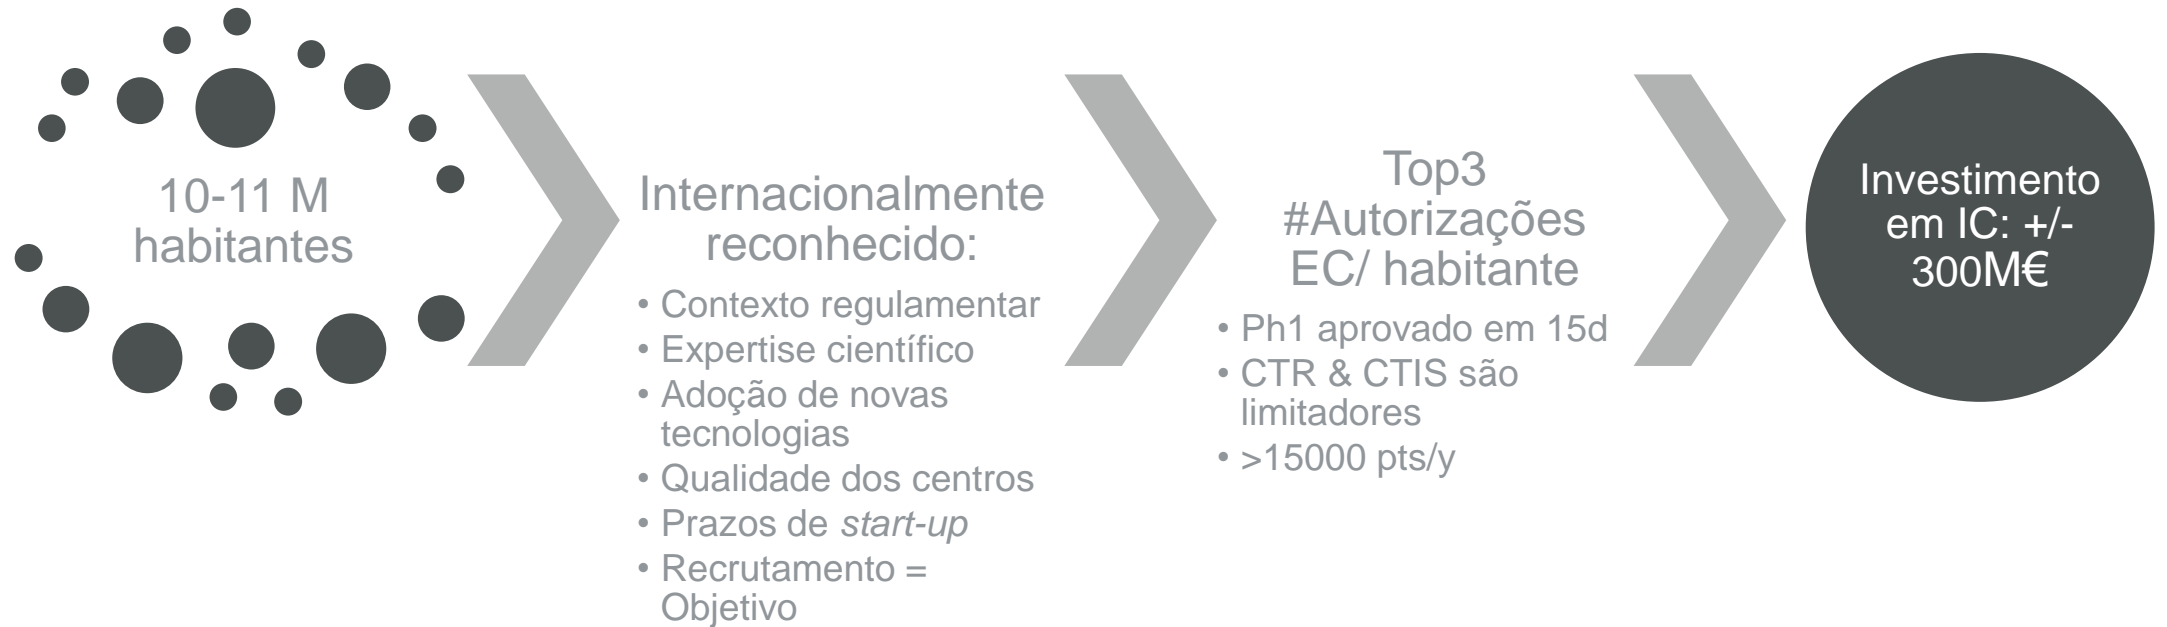 10-11 M
habitantes
Internacionalmente
reconhecido:
• Contexto regulamentar
• Expertise científico
• Adoção de novas
tecnologias
• Qualidade dos centros
• Prazos de start-up
• Recrutamento =
Objetivo
Top3
#Autorizações
EC/ habitante
• Ph1 aprovado em 15d
• CTR & CTIS são
limitadores
• >15000 pts/y
Investimento
em IC: +/-
300M€